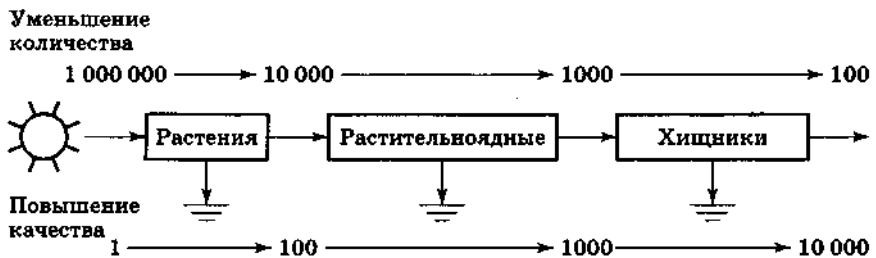 Уменьшение
количества
1 000 000 10 000 1000 100
Растения Растительноядные Хищники
Повышение
качества
1 100 1000 10 000